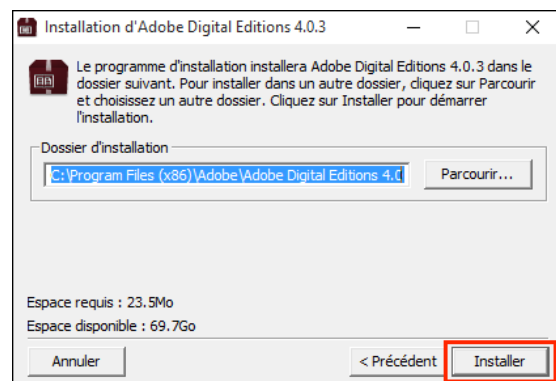 Installation d'Adobe Digital Editions 4.0.3
Le programme d'installation installera Adobe Digital Editions 4.0.3 dans le
dossier suivant. Pour installer dans un autre dossier, cliquez sur Parcourir
et choisissez un autre dossier. Cliquez sur Installer pour démarrer
l'installation.
Dossier d'installation
C:\Program Files (x86)\Adobe\Adobe Digital Editions 4.0
Parcourir...
Espace requis : 23.5Mo
Espace disponible : 69.7Go
Annuler
< Précédent
Installer